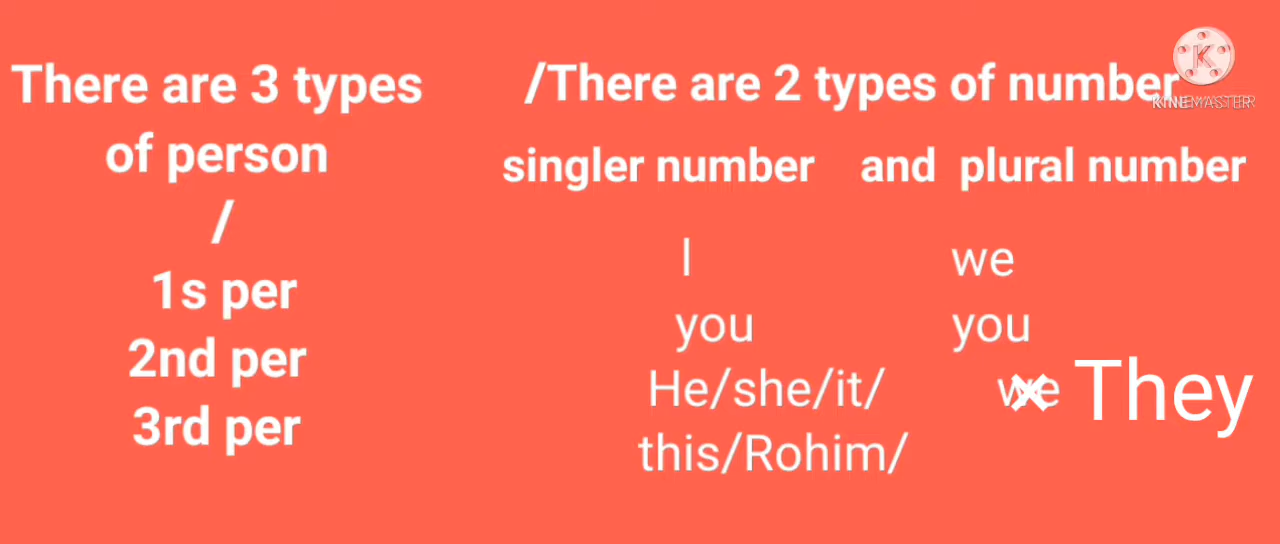 There are 3 types
of person
/
1s per
2nd per
3rd per
/There are 2 types of number
singler number and plural number
I we
you you
He/she/it/ we They
this/Rohim/
KINEMASTER